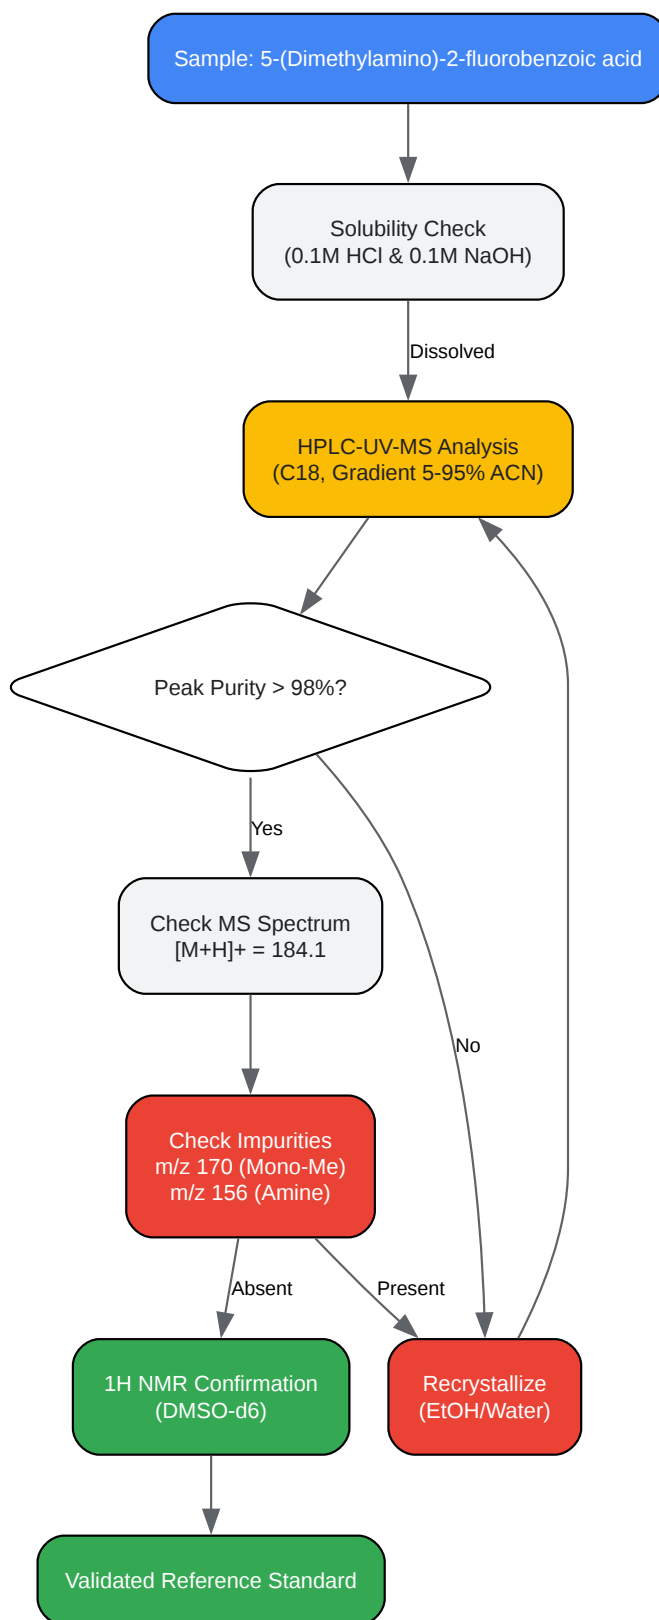 Sample: 5-(Dimethylamino)-2-fluorobenzoic acid
Solubility Check
(0.1M HCl & 0.1M NaOH)
Dissolved
HPLC-UV-MS Analysis
(C18, Gradient 5-95% ACN)
Peak Purity > 98%?
Yes
Check MS Spectrum
[M+H]+ = 184.1
No
Check Impurities
m/z 170 (Mono-Me)
m/z 156 (Amine)
Absent
Present
1H NMR Confirmation
(DMSO-d6)
Recrystallize
(EtOH/Water)
Validated Reference Standard